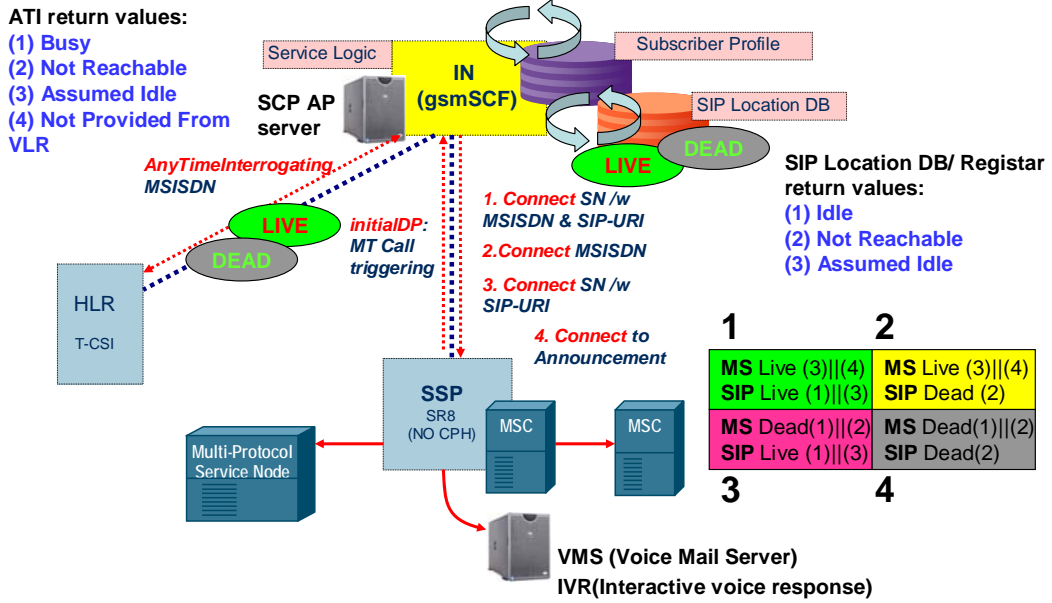 ATI return values:
(1) Busy
(2) Not Reachable
(3) Assumed Idle
(4) Not Provided From
VLR
Service Logic
IN
(gsmSCF)
Subscriber Profile
SIP Location DB
SCP AP
server
LIVE
DEAD
AnyTimeInterrogating
MSISDN
LIVE
DEAD
initialDP:
MT Call
triggering
1. Connect SN /w
MSISDN & SIP-URI
2.Connect MSISDN
3. Connect SN /w
SIP-URI
4. Connect to
Announcement
SIP Location DB/ Registar
return values:
(1) Idle
(2) Not Reachable
(3) Assumed Idle
HLR
T-CSI
SSP
SR8
(NO CPH)
MSC
MSC
Multi-Protocol
Service Node
1
2
MS Live (3)||(4)
SIP Live (1)||(3)
MS Live (3)||(4)
SIP Dead (2)
MS Dead(1)||(2)
SIP Live (1)||(3)
MS Dead(1)||(2)
SIP Dead(2)
3
4
VMS (Voice Mail Server)
IVR(Interactive voice response)